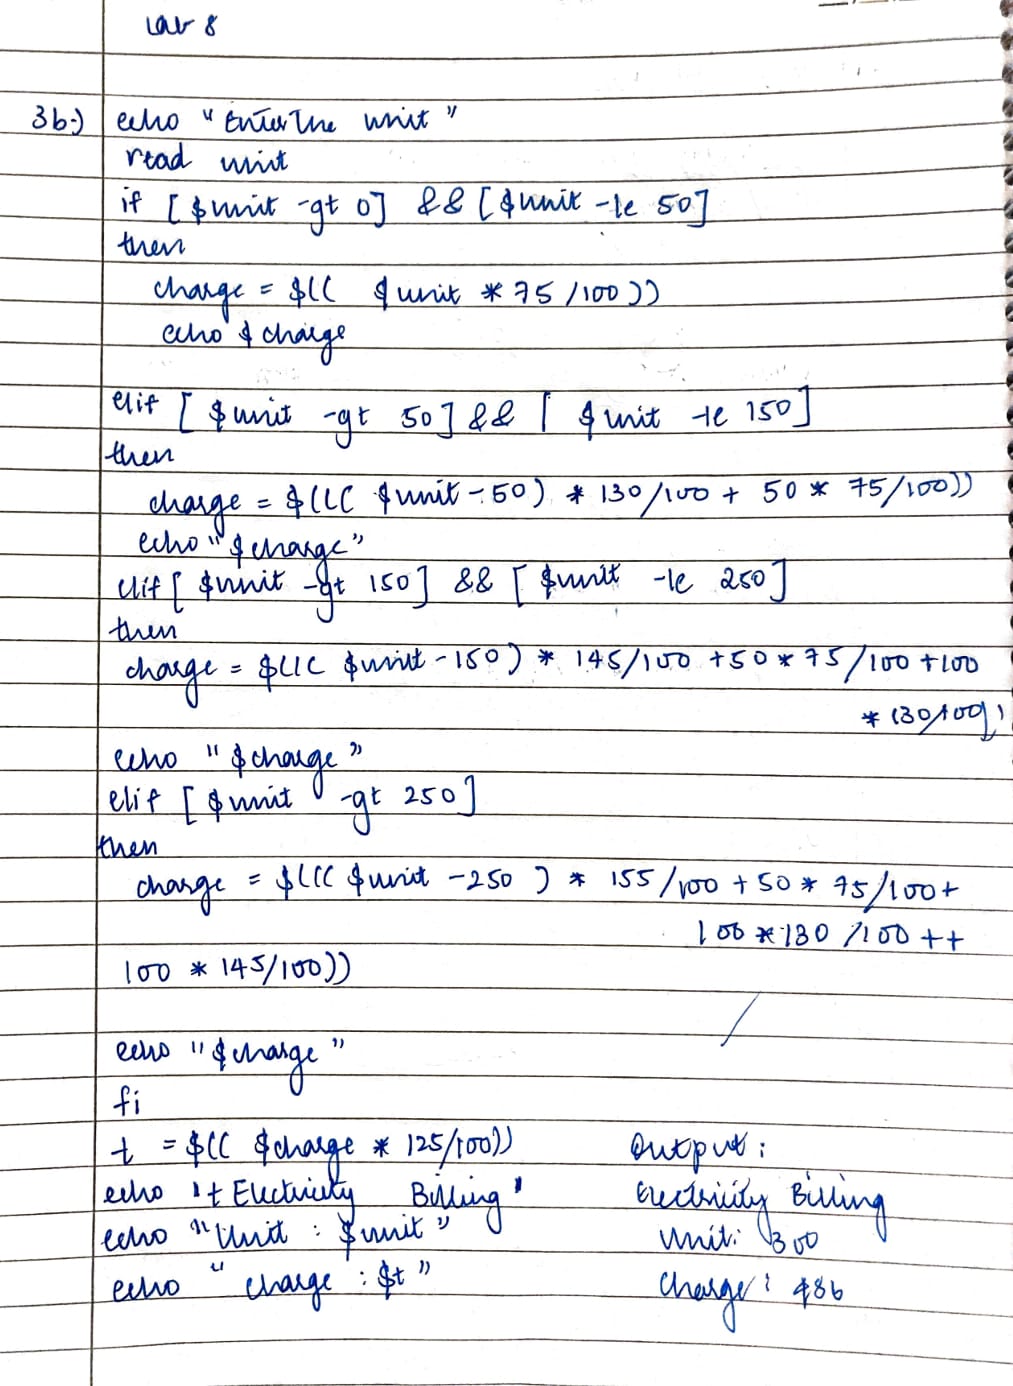 Lab 8
3b:) echo "Enter the unit"
read unit
if [ $unit -gt 0] && [$unit -le 50]
then
charge = $(( $unit * 75 /100 ))
echo $charge
elif [ $unit -gt 50] && [ $unit -le 150]
then
charge = $((( $unit - 50) * 130/100 + 50 * 75/100))
echo "$charge"
elif [ $unit -gt 150] && [ $unit -le 250]
then
charge = $((( $unit - 150) * 145/100 +50 * 75/100 +100
* 130/100))
echo "$charge"
elif [ $unit -gt 250]
then
charge = $((( $unit -250 ) * 155/100 + 50 * 75/100+
100 * 130 /100 ++
100 * 145/100))
echo "$charge"
fi
t = $(( $charge * 125/100)) Output :
echo 't Electricity Billing' Electricity Billing
echo "Unit : $unit" Unit: 300
echo "charge : $t" Charge: 486